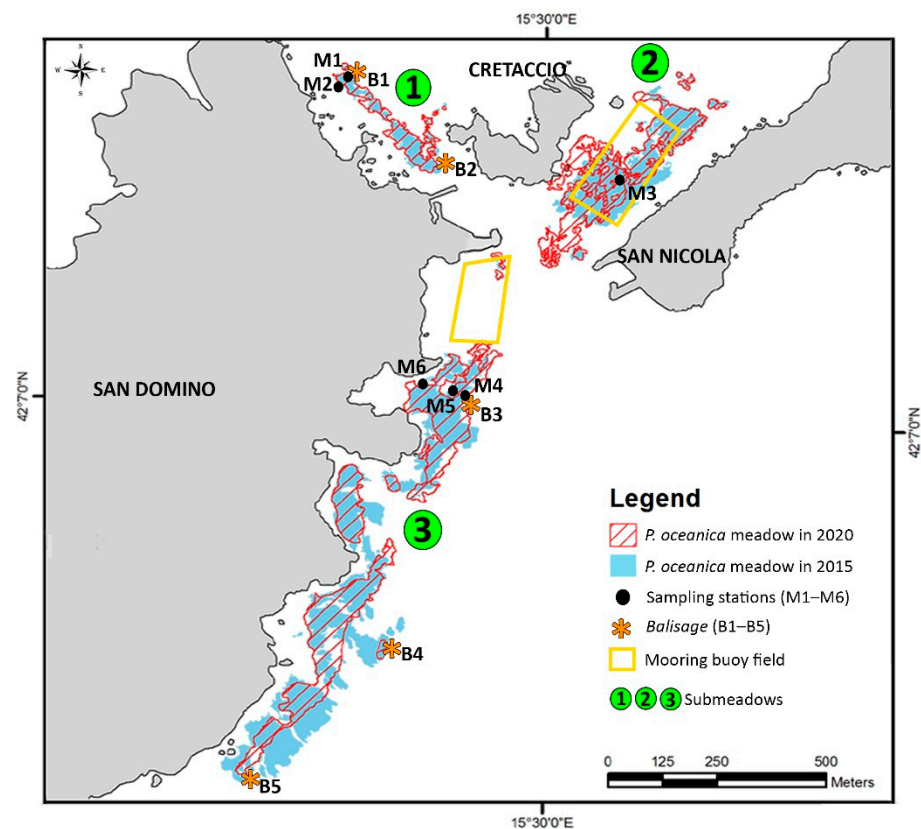 15°30'0"E
N
W E
S
M1
B1
M2
1
CRETACCIO
2
B2
M3
SAN NICOLA
M6
M4
M5
B3
SAN DOMINO
42°7'0"N
42°7'0"N
3
B4
B5
Legend
P. oceanica meadow in 2020
P. oceanica meadow in 2015
Sampling stations (M1–M6)
Balisage (B1–B5)
Mooring buoy field
1 2 3 Submeadows
0 125 250 500
Meters
15°30'0"E